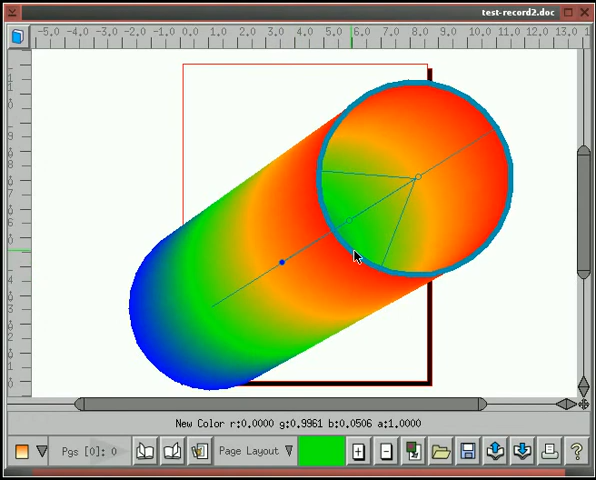 test-record2.doc
-5.0 -4.0 -3.0 -2.0 -1.0 0.0 1.0 2.0 3.0 4.0 5.0 6.0 7.0 8.0 9.0 10.0 11.0 12.0 13.0
New Color r:0.0000 g:0.9961 b:0.0506 a:1.0000
Pgs [0]: 0 Page Layout